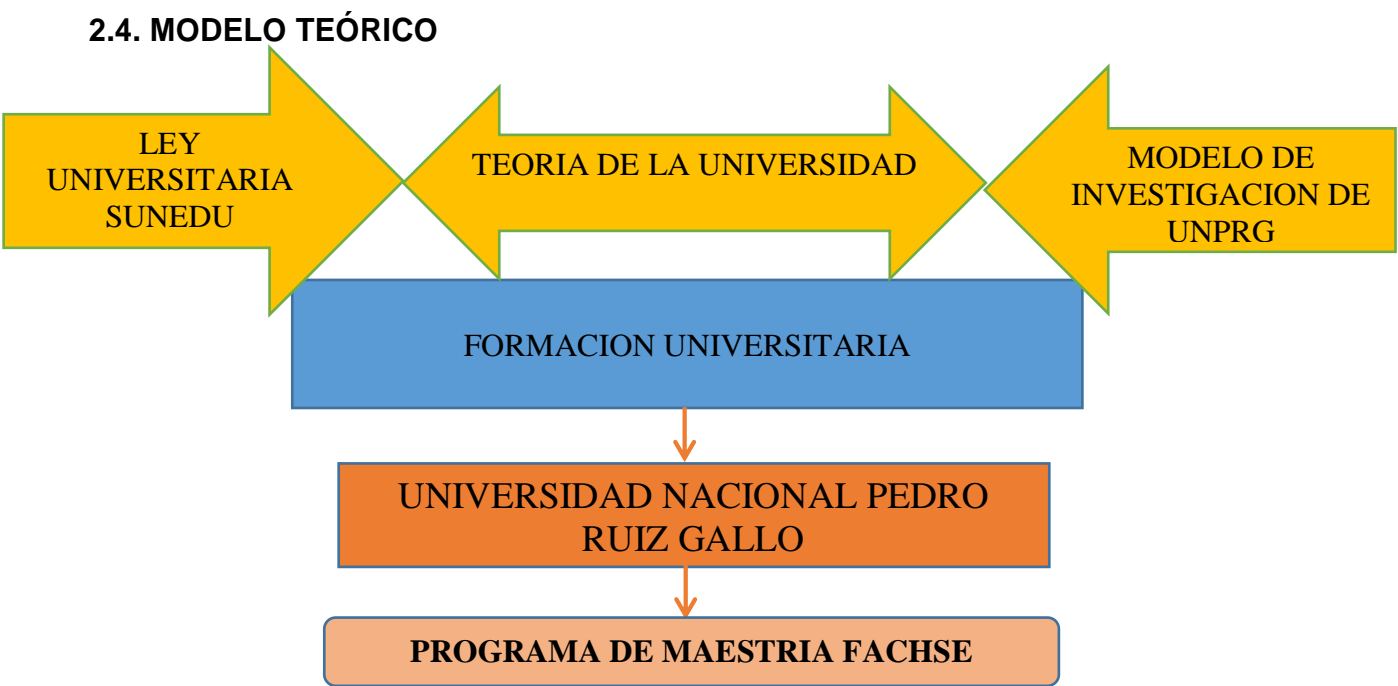 2.4. MODELO TEÓRICO
LEY
UNIVERSITARIA
SUNEDU
TEORIA DE LA UNIVERSIDAD
MODELO DE
INVESTIGACION DE
UNPRG
FORMACION UNIVERSITARIA
UNIVERSIDAD NACIONAL PEDRO
RUIZ GALLO
PROGRAMA DE MAESTRIA FACHSE